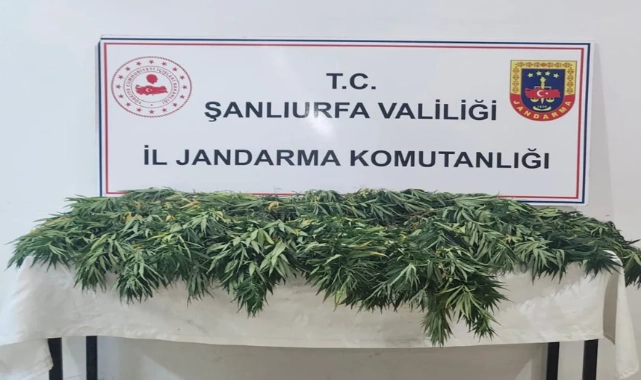 T.C.
ŞANLIURFA VALİLİĞİ
İL JANDARMA KOMUTANLIĞI
JANDARMA